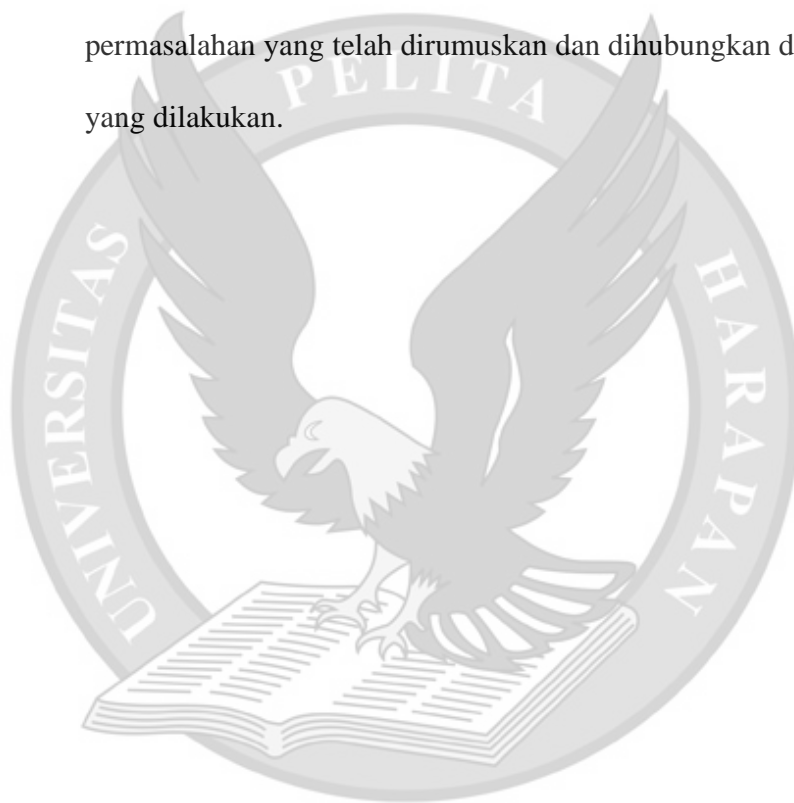 permasalahan yang telah dirumuskan dan dihubungkan d
yang dilakukan.
UNIVERSITAS PELITA HARAPAN